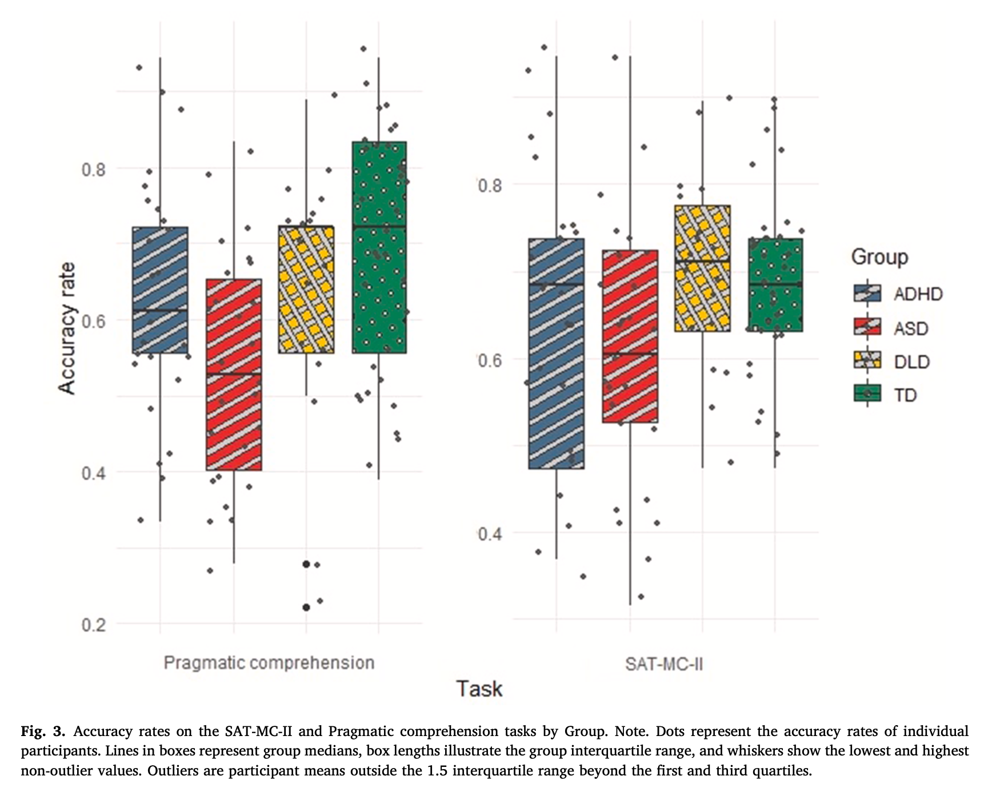 Accuracy rate
0.8
0.6
0.4
0.2
Pragmatic comprehension
0.8
0.6
0.4
SAT-MC-II
Task
Group
ADHD
ASD
DLD
TD
Fig. 3. Accuracy rates on the SAT-MC-II and Pragmatic comprehension tasks by Group. Note. Dots represent the accuracy rates of individual
participants. Lines in boxes represent group medians, box lengths illustrate the group interquartile range, and whiskers show the lowest and highest
non-outlier values. Outliers are participant means outside the 1.5 interquartile range beyond the first and third quartiles.